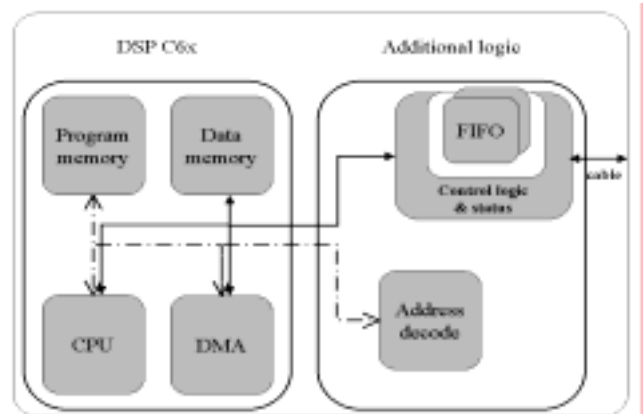 DSP C6x
Additional logic
Program
memory
Data
memory
FIFO
Control logic
& status
cable
CPU
DMA
Address
decode